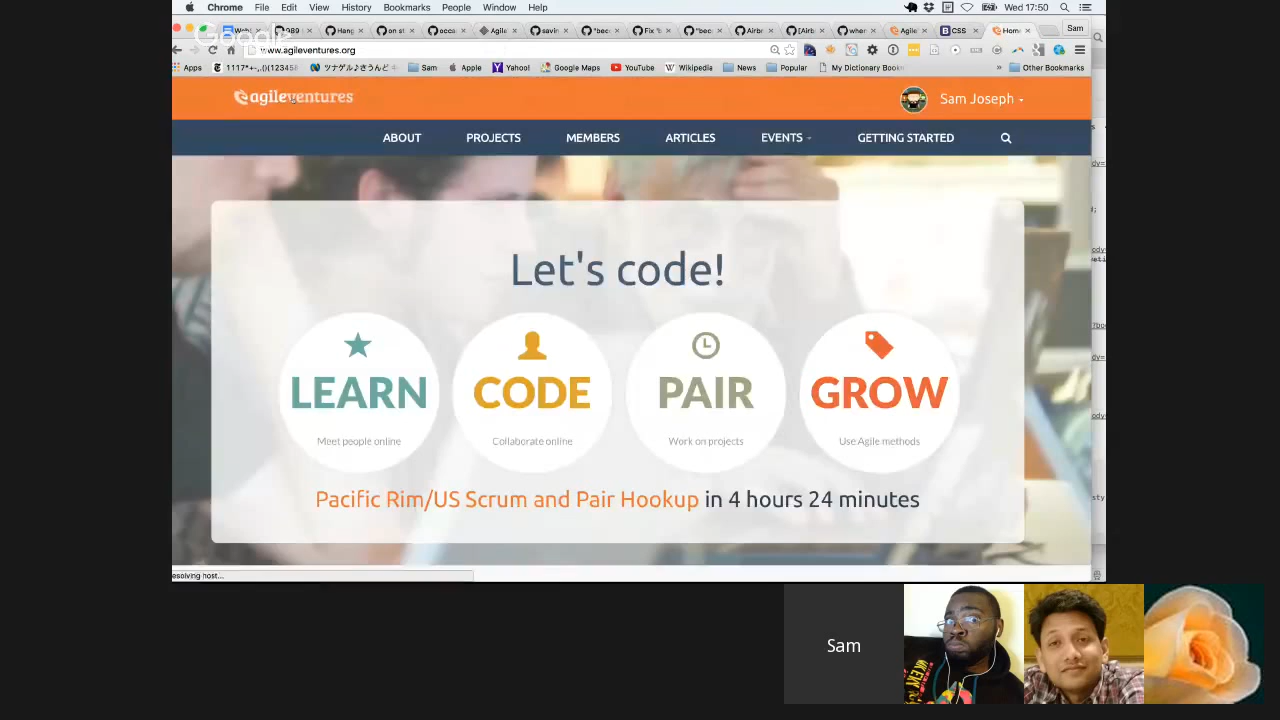 Chrome File Edit View History Bookmarks People Window Help Wed 17:50
Google
Sam
www.agileventures.org
Apps Sam Apple Yahoo! Google Maps YouTube Wikipedia News Popular My Dictionary » Other Bookmarks
agileventures Sam Joseph
ABOUT PROJECTS MEMBERS ARTICLES EVENTS GETTING STARTED
Let's code!
LEARN CODE PAIR GROW
Meet people online Collaborate online Work on projects Use Agile methods
Pacific Rim/US Scrum and Pair Hookup in 4 hours 24 minutes
esolving host...
Sam